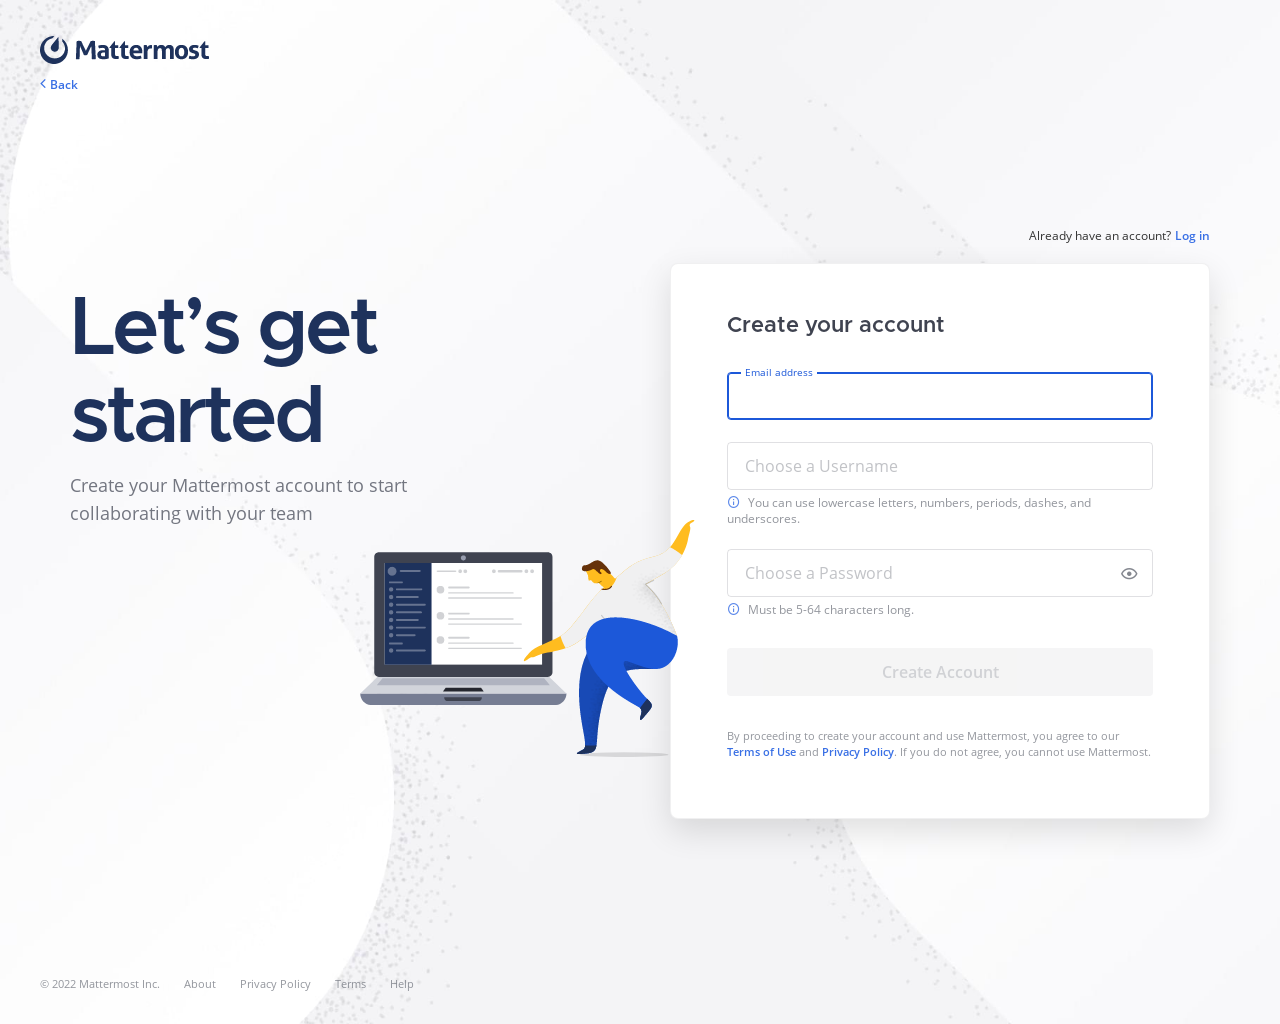 Mattermost
Back
Already have an account? Log in
Let’s get
started
Create your Mattermost account to start
collaborating with your team
Create your account
Email address
Choose a Username
You can use lowercase letters, numbers, periods, dashes, and
underscores.
Choose a Password
Must be 5-64 characters long.
Create Account
By proceeding to create your account and use Mattermost, you agree to our
Terms of Use and Privacy Policy. If you do not agree, you cannot use Mattermost.
© 2022 Mattermost Inc. About Privacy Policy Terms Help